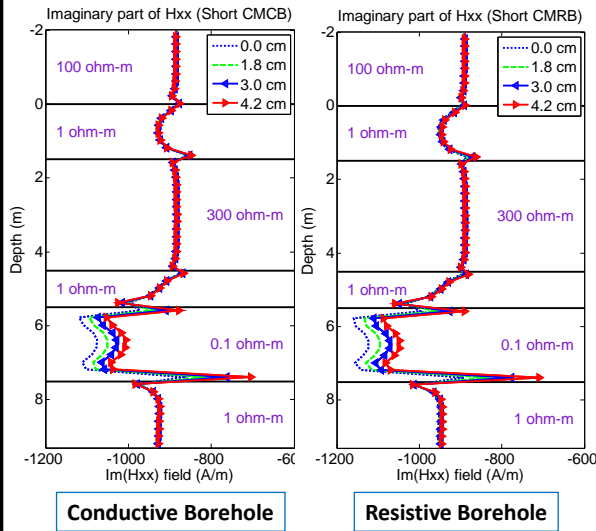 Imaginary part of Hxx (Short CMCB)
-2
0
2
4
6
8
Depth (m)
0.0 cm
1.8 cm
3.0 cm
4.2 cm
100 ohm-m
1 ohm-m
300 ohm-m
1 ohm-m
0.1 ohm-m
1 ohm-m
-1200 -1000 -800 -600
Im(Hxx) field (A/m)
Conductive Borehole
Imaginary part of Hxx (Short CMRB)
-2
0
2
4
6
8
Depth (m)
0.0 cm
1.8 cm
3.0 cm
4.2 cm
100 ohm-m
1 ohm-m
300 ohm-m
1 ohm-m
0.1 ohm-m
1 ohm-m
-1200 -1000 -800 -600
Im(Hxx) field (A/m)
Resistive Borehole